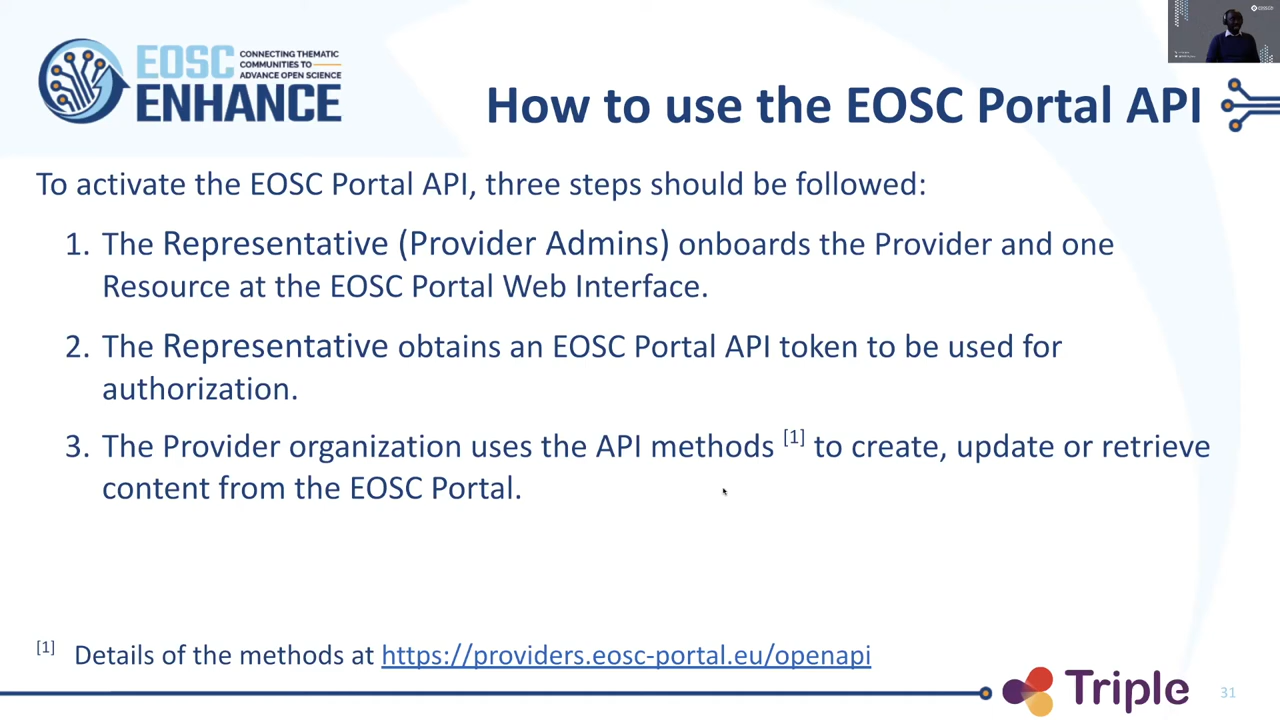 EOSC
CONNECTING THEMATIC
COMMUNITIES TO
ADVANCE OPEN SCIENCE
ENHANCE
How to use the EOSC Portal API
To activate the EOSC Portal API, three steps should be followed:
1. The Representative (Provider Admins) onboards the Provider and one
Resource at the EOSC Portal Web Interface.
2. The Representative obtains an EOSC Portal API token to be used for
authorization.
3. The Provider organization uses the API methods [1] to create, update or retrieve
content from the EOSC Portal.
[1] Details of the methods at https://providers.eosc-portal.eu/openapi
Triple
31